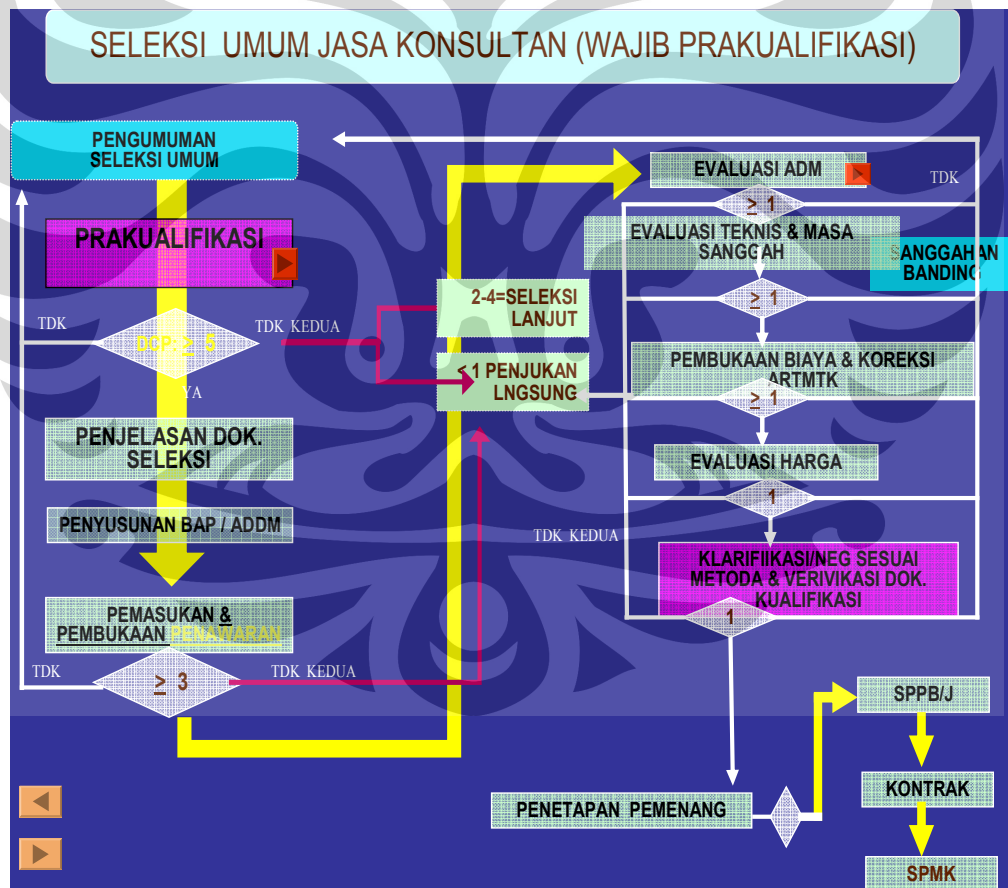 SELEKSI UMUM JASA KONSULTAN (WAJIB PRAKUALIFIKASI)
PENGUMUMAN
SELEKSI UMUM
PRAKUALIFIKASI
TDK
DCP: ≥ 5
TDK KEDUA
YA
PENJELASAN DOK.
SELEKSI
PENYUSUNAN BAP / ADDM
PEMASUKAN &
PEMBUKAAN PENAWARAN
TDK
≥ 3
TDK KEDUA
2-4=SELEKSI
LANJUT
≤ 1 PENJUKAN
LNGSUNG
EVALUASI ADM
TDK
≥ 1
EVALUASI TEKNIS & MASA
SANGGAH
SANGGAHAN
BANDING
≥ 1
PEMBUKAAN BIAYA & KOREKSI
ARTMTK
≥ 1
EVALUASI HARGA
1
TDK KEDUA
KLARIFIIKASI/NEG SESUAI
METODA & VERIVIKASI DOK.
KUALIFIKASI
1
PENETAPAN PEMENANG
SPPB/J
KONTRAK
SPMK